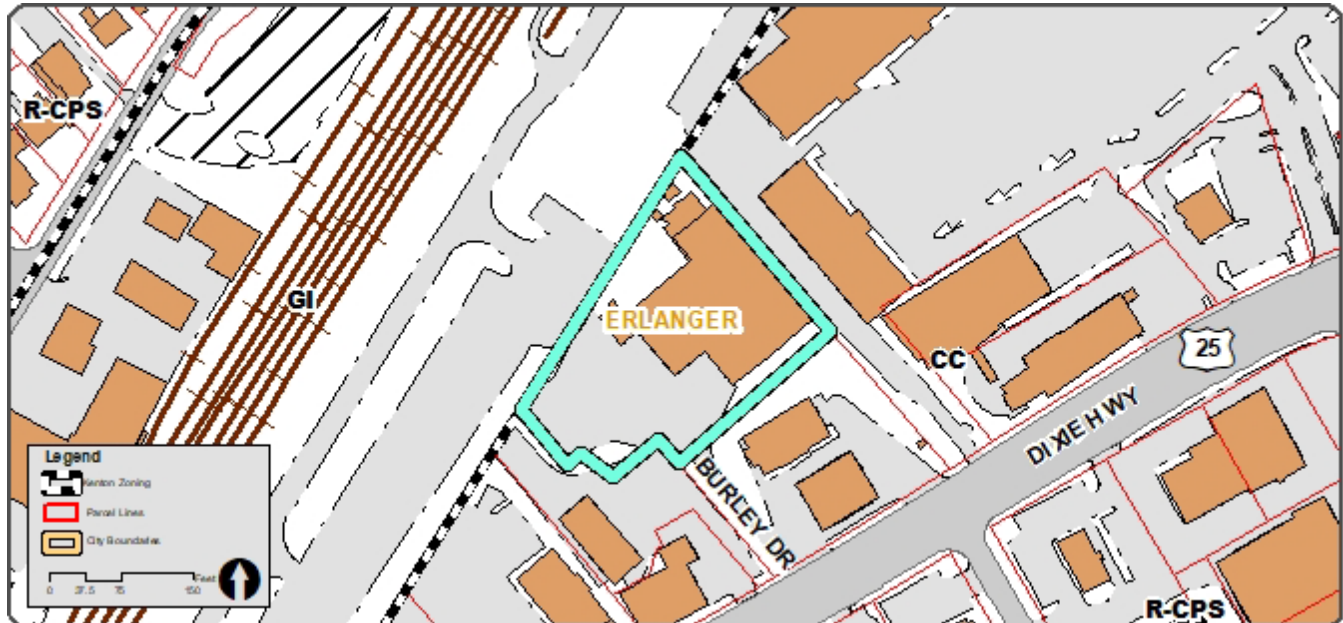 R-CPS
GI
ERLANGER
CC
25
DIXIE HWY
BURLEY DR
R-CPS
Legend
Kenton Zoning
Parcel Lines
City Boundaries
Feet
0 37.5 75 150